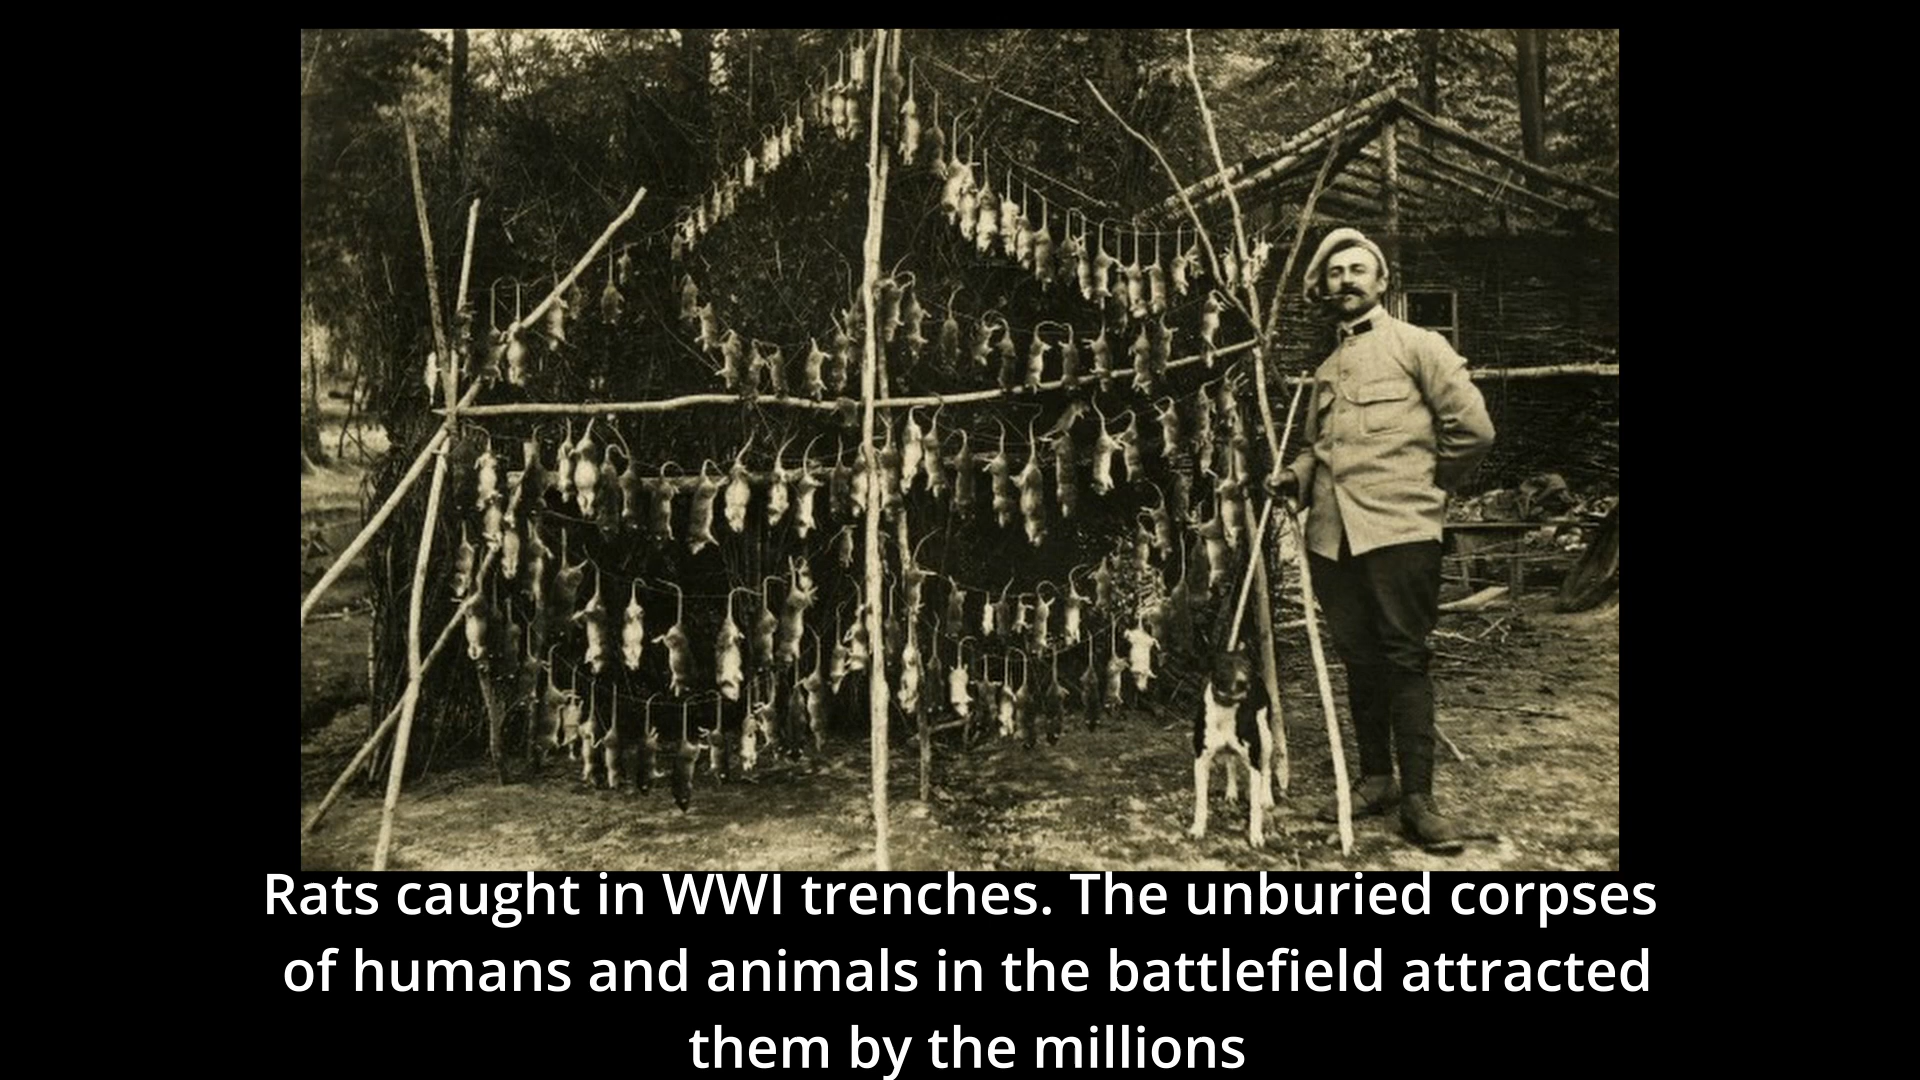 Rats caught in WWI trenches. The unburied corpses
of humans and animals in the battlefield attracted
them by the millions